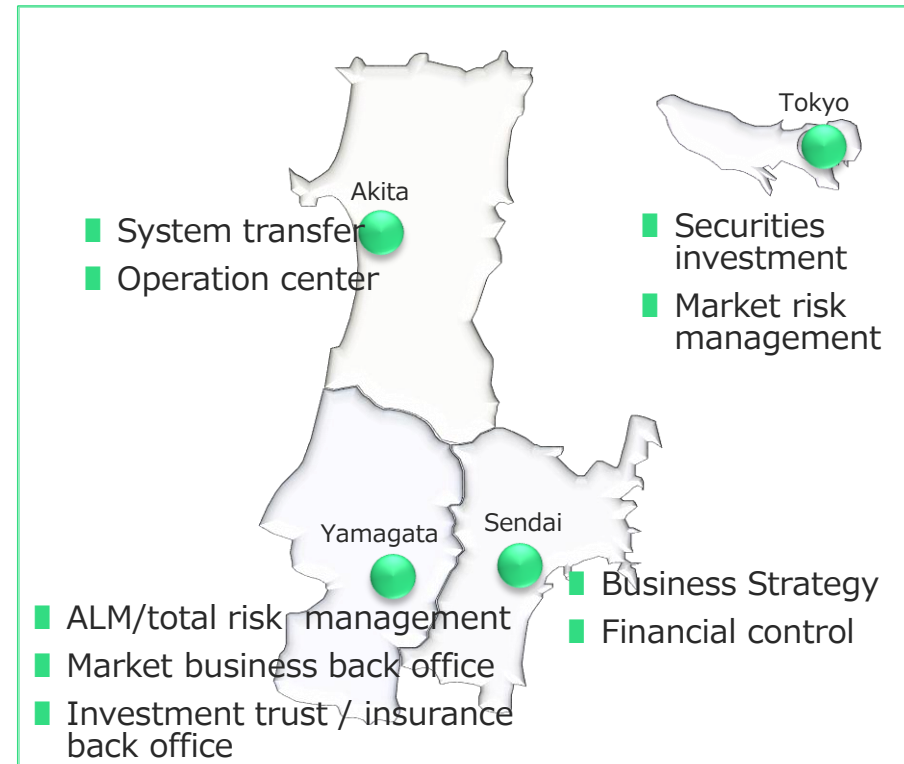 Tokyo
Akita
System transfer
Operation center
Securities
investment
Market risk
management
Yamagata
Sendai
Business Strategy
Financial control
ALM/total risk management
Market business back office
Investment trust / insurance
back office